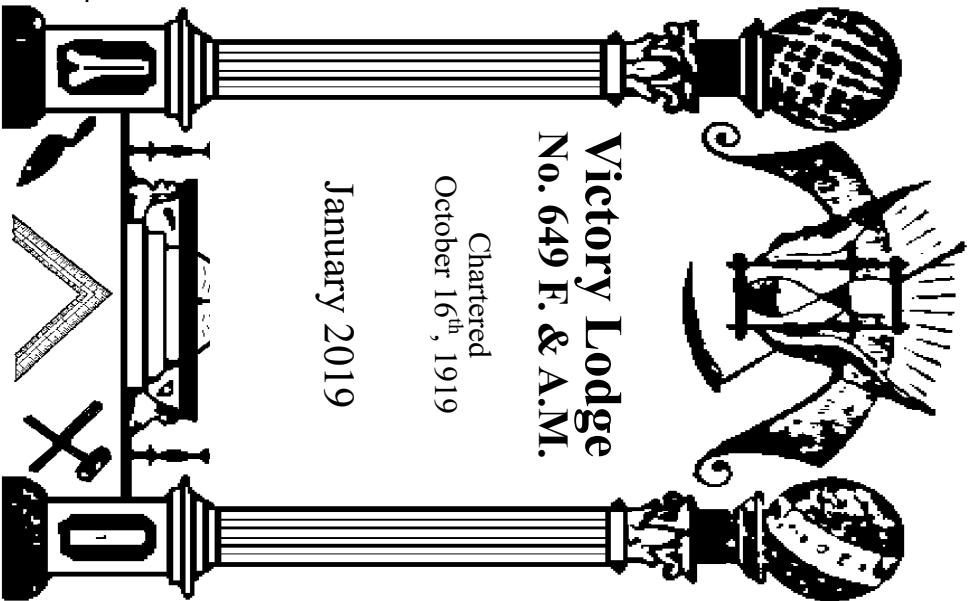 Victory Lodge
No. 649 F. & A.M.
Chartered
October 16th, 1919
January 2019